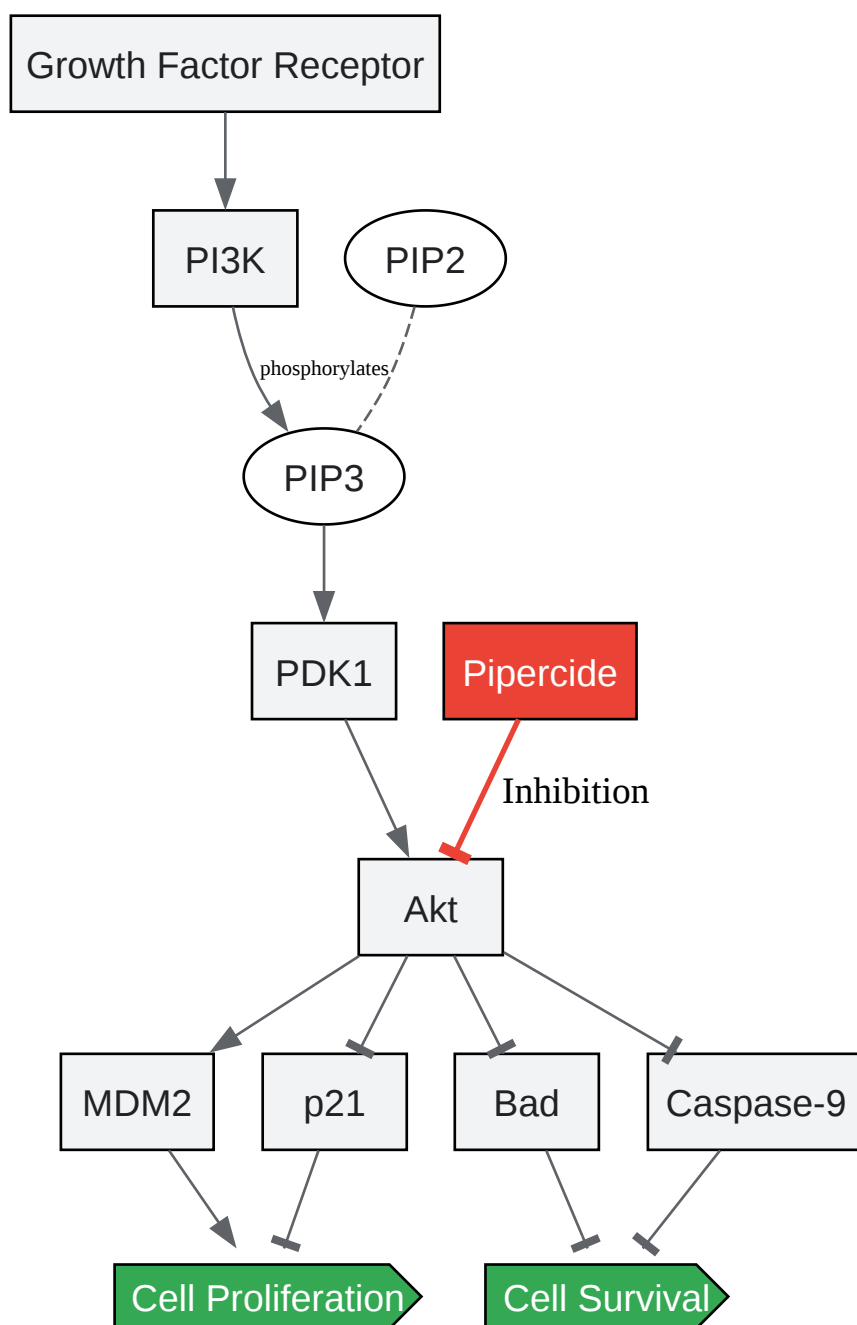 Growth Factor Receptor
PI3K
PIP2
phosphorylates
PIP3
PDK1
Pipercide
Inhibition
Akt
MDM2
p21
Bad
Caspase-9
Cell Proliferation
Cell Survival